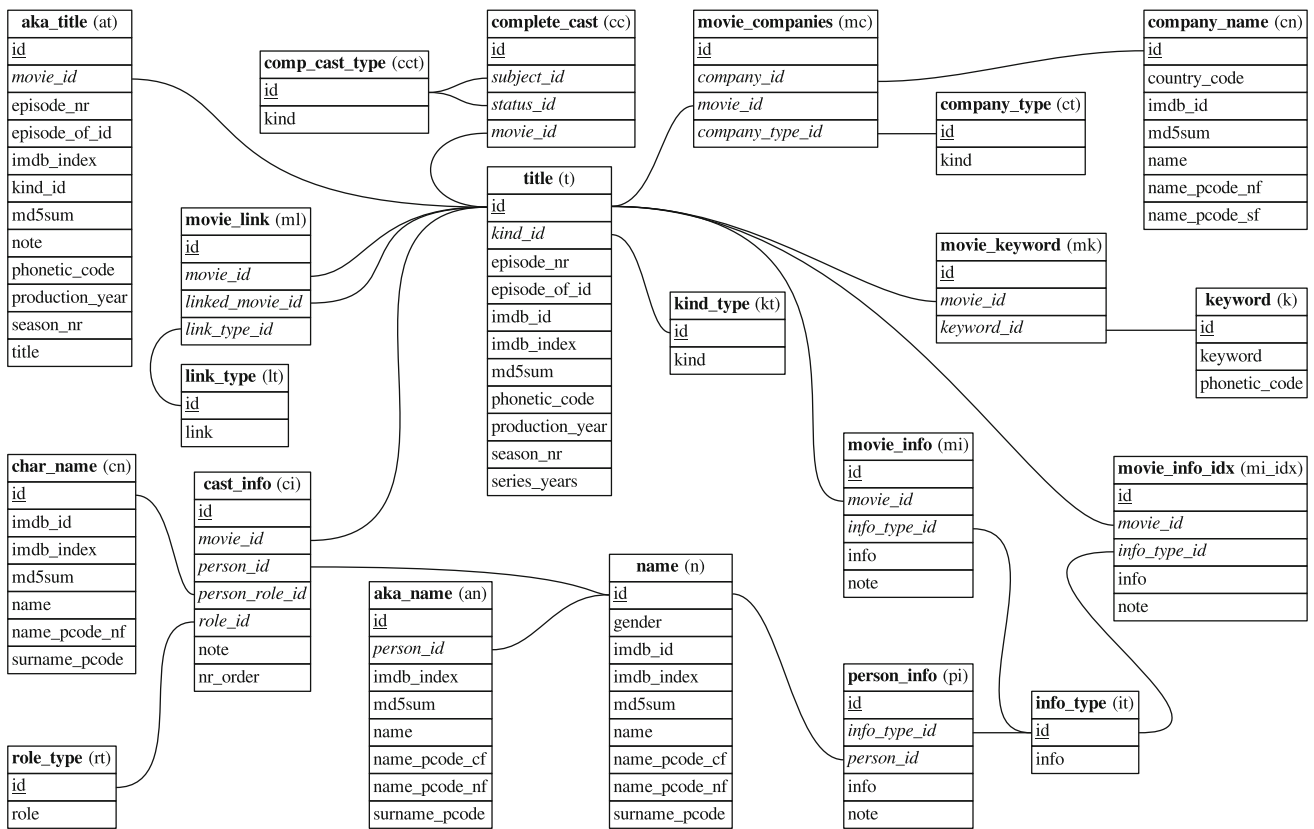 aka_title (at)
id
movie_id
episode_nr
episode_of_id
imdb_index
kind_id
md5sum
note
phonetic_code
production_year
season_nr
title
comp_cast_type (cct)
id
kind
complete_cast (cc)
id
subject_id
status_id
movie_id
movie_companies (mc)
id
company_id
movie_id
company_type_id
company_name (cn)
id
country_code
imdb_id
md5sum
name
name_pcode_nf
name_pcode_sf
company_type (ct)
id
kind
title (t)
id
kind_id
episode_nr
episode_of_id
imdb_id
imdb_index
md5sum
phonetic_code
production_year
season_nr
series_years
movie_link (ml)
id
movie_id
linked_movie_id
link_type_id
link_type (lt)
id
link
kind_type (kt)
id
kind
movie_keyword (mk)
id
movie_id
keyword_id
keyword (k)
id
keyword
phonetic_code
char_name (cn)
id
imdb_id
imdb_index
md5sum
name
name_pcode_nf
surname_pcode
cast_info (ci)
id
movie_id
person_id
person_role_id
role_id
note
nr_order
role_type (rt)
id
role
aka_name (an)
id
person_id
imdb_index
md5sum
name
name_pcode_cf
name_pcode_nf
surname_pcode
name (n)
id
gender
imdb_id
imdb_index
md5sum
name
name_pcode_cf
name_pcode_nf
surname_pcode
movie_info (mi)
id
movie_id
info_type_id
info
note
movie_info_idx (mi_idx)
id
movie_id
info_type_id
info
note
person_info (pi)
id
info_type_id
person_id
info
note
info_type (it)
id
info